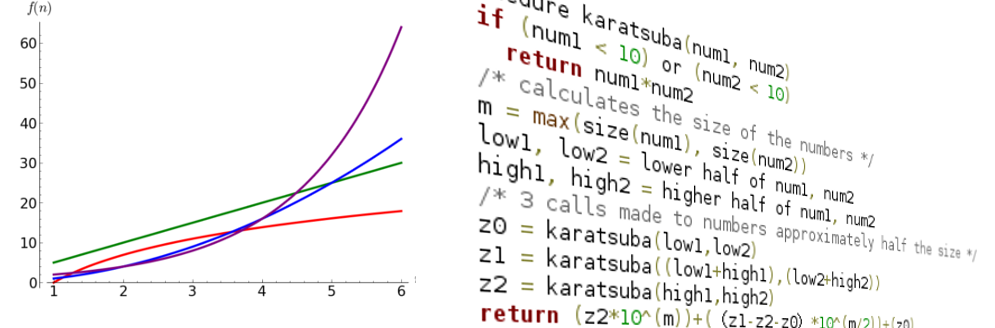 f(n)
60
50
40
30
20
10
0
1 2 3 4 5 6
dure karatsuba(num1, num2)
if (num1 < 10) or (num2 < 10)
return num1*num2
/* calculates the size of the numbers */
m = max(size(num1), size(num2))
low1, low2 = lower half of num1, num2
high1, high2 = higher half of num1, num2
/* 3 calls made to numbers approximately half the size */
z0 = karatsuba(low1,low2)
z1 = karatsuba((low1+high1),(low2+high2))
z2 = karatsuba(high1,high2)
return (z2*10^(m))+( (z1-z2-z0) *10^(m/2))+(z0)